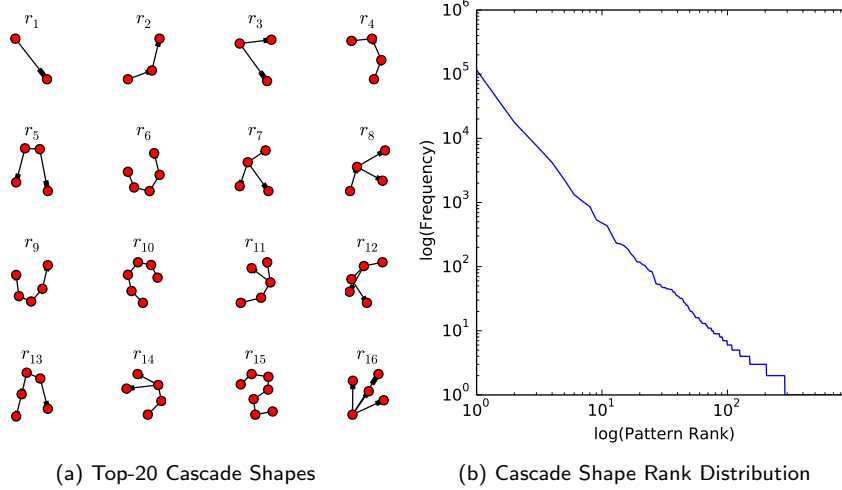 r1 r2 r3 r4
r5 r6 r7 r8
r9 r10 r11 r12
r13 r14 r15 r16
(a) Top-20 Cascade Shapes
log(Frequency)
10^6
10^5
10^4
10^3
10^2
10^1
10^0
10^0 10^1 10^2
log(Pattern Rank)
(b) Cascade Shape Rank Distribution